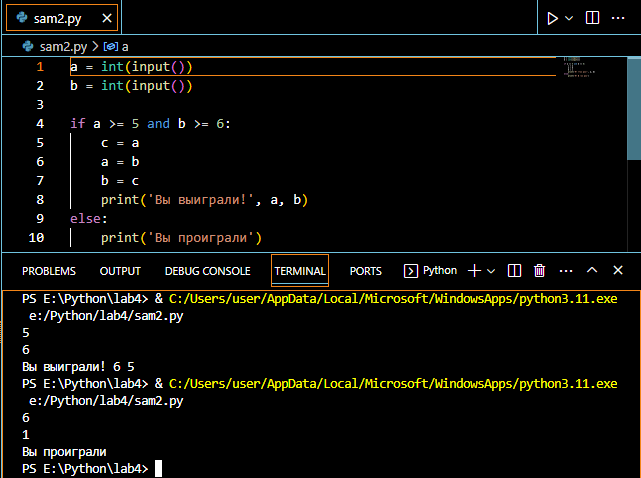 sam2.py
sam2.py > a
1 a = int(input())
2 b = int(input())
3
4 if a >= 5 and b >= 6:
5     c = a
6     a = b
7     b = c
8     print('Вы выиграли!', a, b)
9 else:
10     print('Вы проиграли')
PROBLEMS OUTPUT DEBUG CONSOLE TERMINAL PORTS Python
PS E:\Python\lab4> & C:/Users/user/AppData/Local/Microsoft/WindowsApps/python3.11.exe
e:/Python/lab4/sam2.py
5
6
Вы выиграли! 6 5
PS E:\Python\lab4> & C:/Users/user/AppData/Local/Microsoft/WindowsApps/python3.11.exe
e:/Python/lab4/sam2.py
6
1
Вы проиграли
PS E:\Python\lab4>